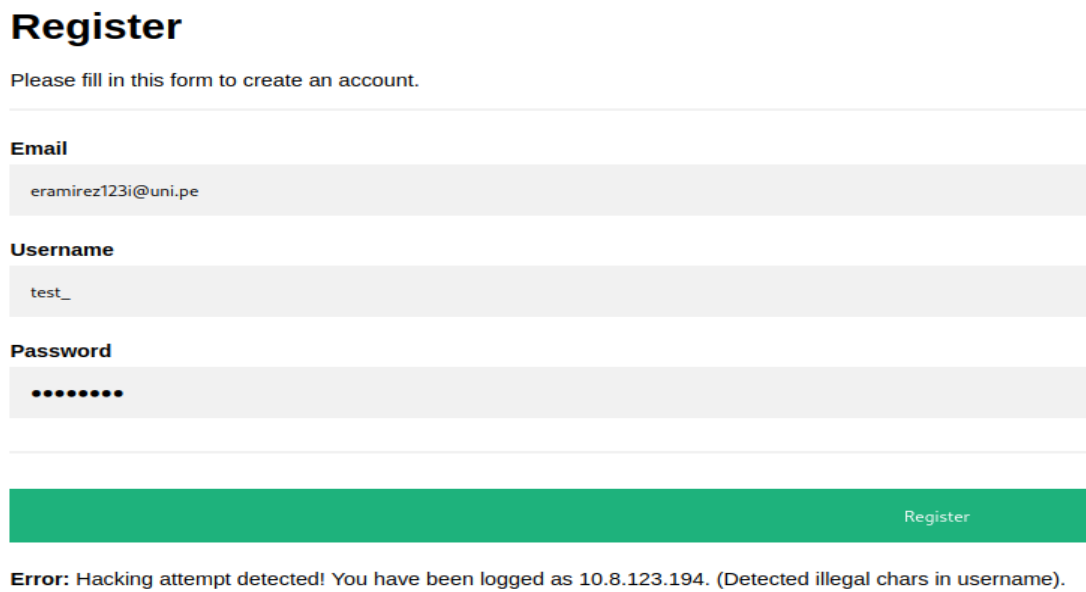 Register
Please fill in this form to create an account.
Email
eramirez123i@uni.pe
Username
test_
Password
••••••••
Register
Error: Hacking attempt detected! You have been logged as 10.8.123.194. (Detected illegal chars in username).